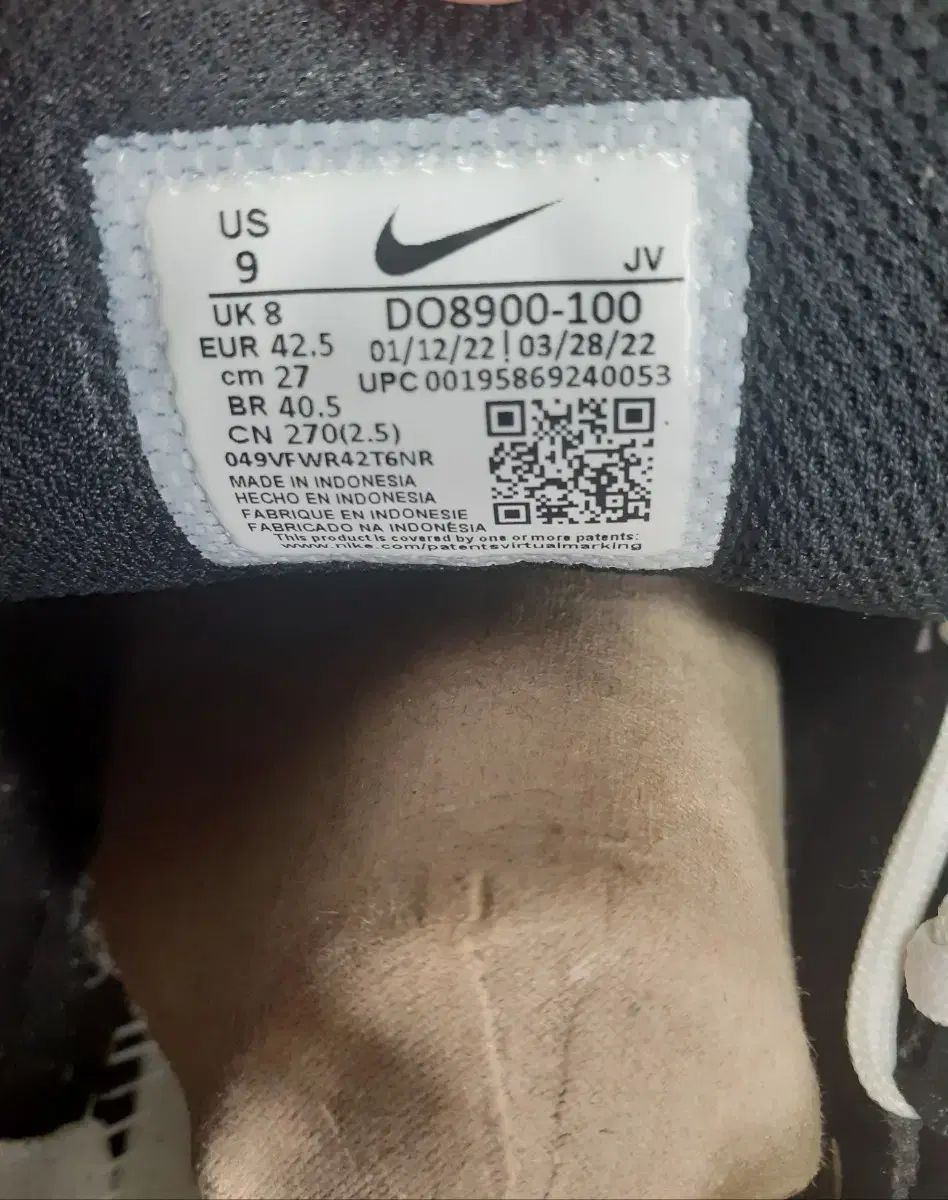 US
9
JV
UK 8
EUR 42.5
cm 27
BR 40.5
CN 270(2.5)
DO8900-100
01/12/22 | 03/28/22
UPC 00195869240053
049VFWR42T6NR
MADE IN INDONESIA
HECHO EN INDONESIA
FABRIQUE EN INDONESIE
FABRICADO NA INDONÉSIA
This product is covered by one or more patents:
www.nike.com/patentsvirtualmarking